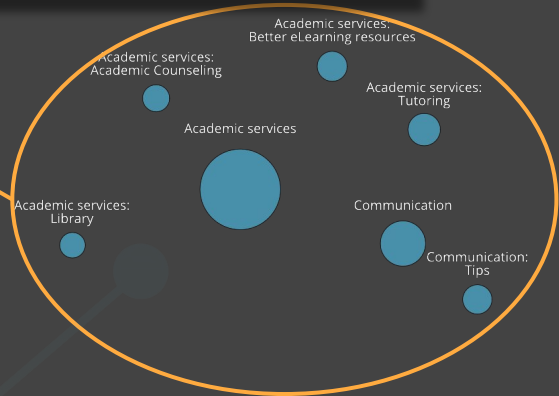 Academic services:
Better eLearning resources
Academic services:
Academic Counseling
Academic services:
Tutoring
Academic services
Academic services:
Library
Communication
Communication:
Tips